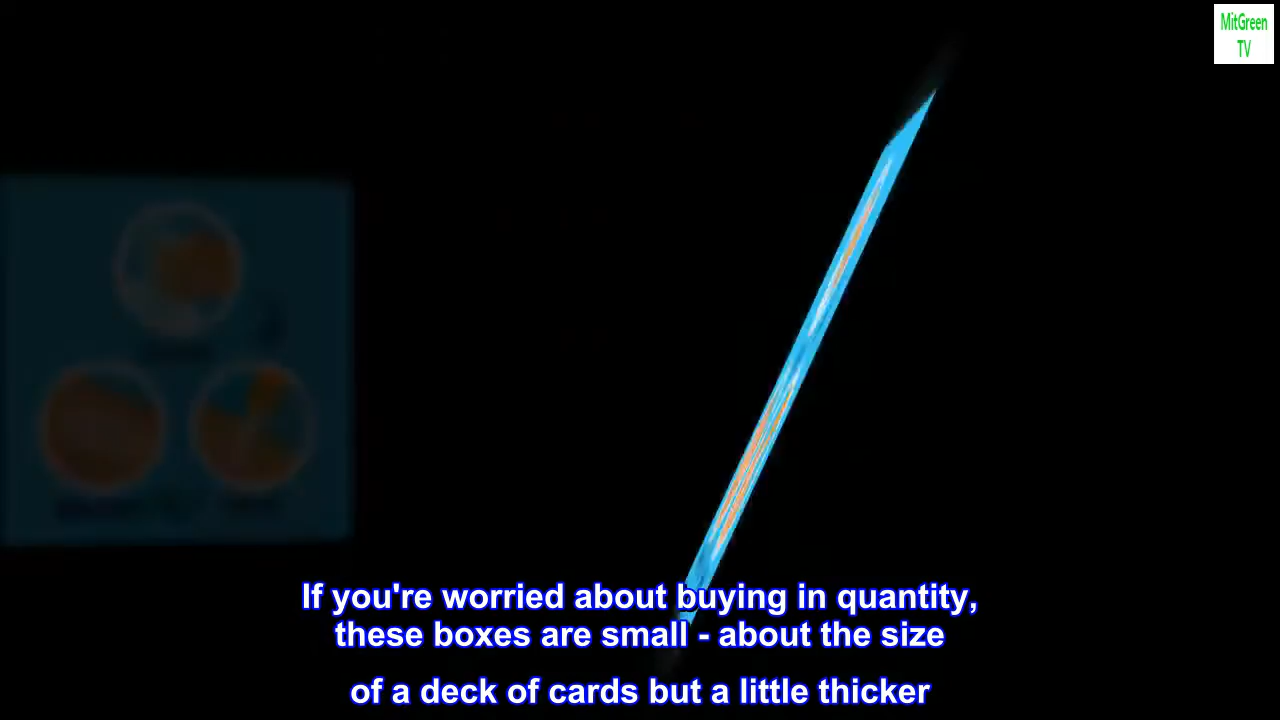 MitGreen
TV
If you're worried about buying in quantity,
these boxes are small - about the size
of a deck of cards but a little thicker